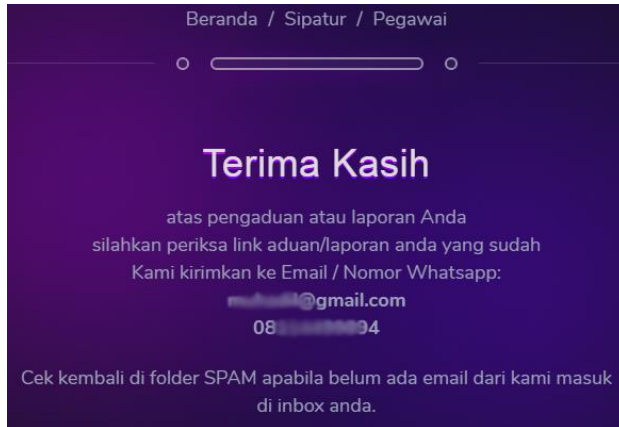 Beranda / Sipatur / Pegawai
Terima Kasih
atas pengaduan atau laporan Anda
silahkan periksa link aduan/laporan anda yang sudah
Kami kirimkan ke Email / Nomor Whatsapp:
@gmail.com
08 94
Cek kembali di folder SPAM apabila belum ada email dari kami masuk
di inbox anda.